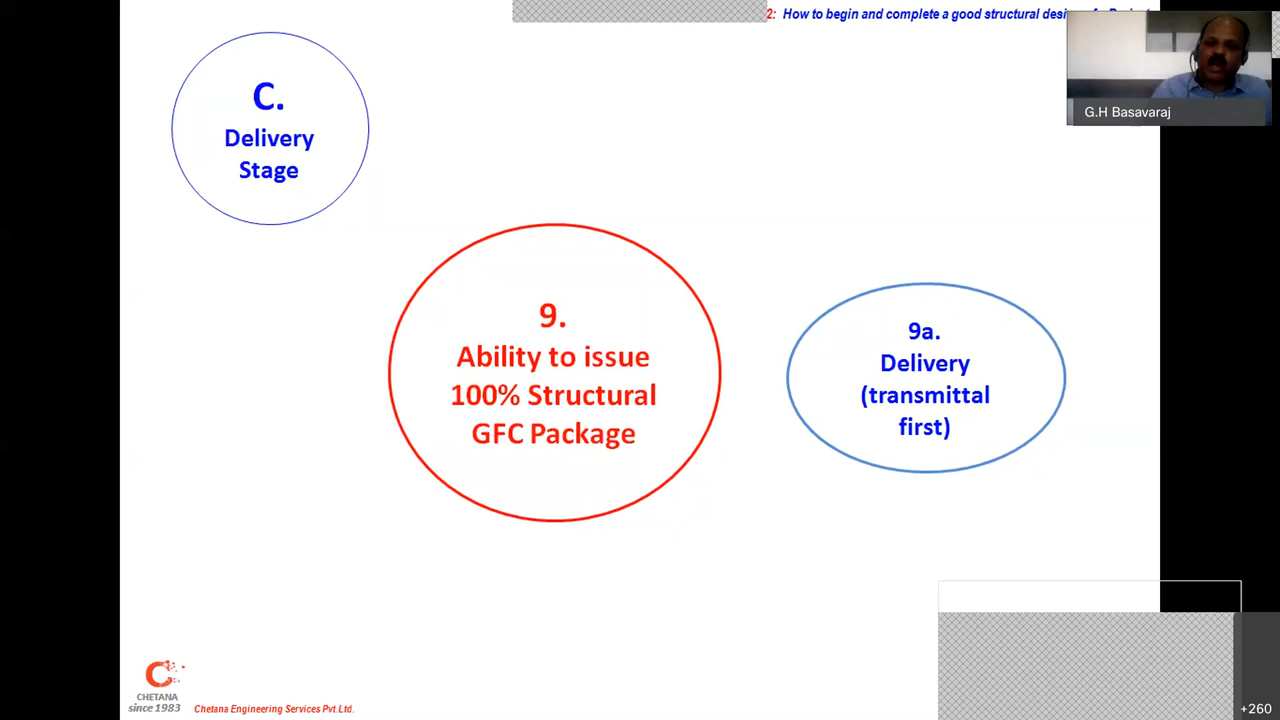 2: How to begin and complete a good structural
G.H Basavaraj
C.
Delivery
Stage
9.
Ability to issue
100% Structural
GFC Package
9a.
Delivery
(transmittal
first)
CHETANA
since 1983
Chetana Engineering Services Pvt.Ltd.
+260